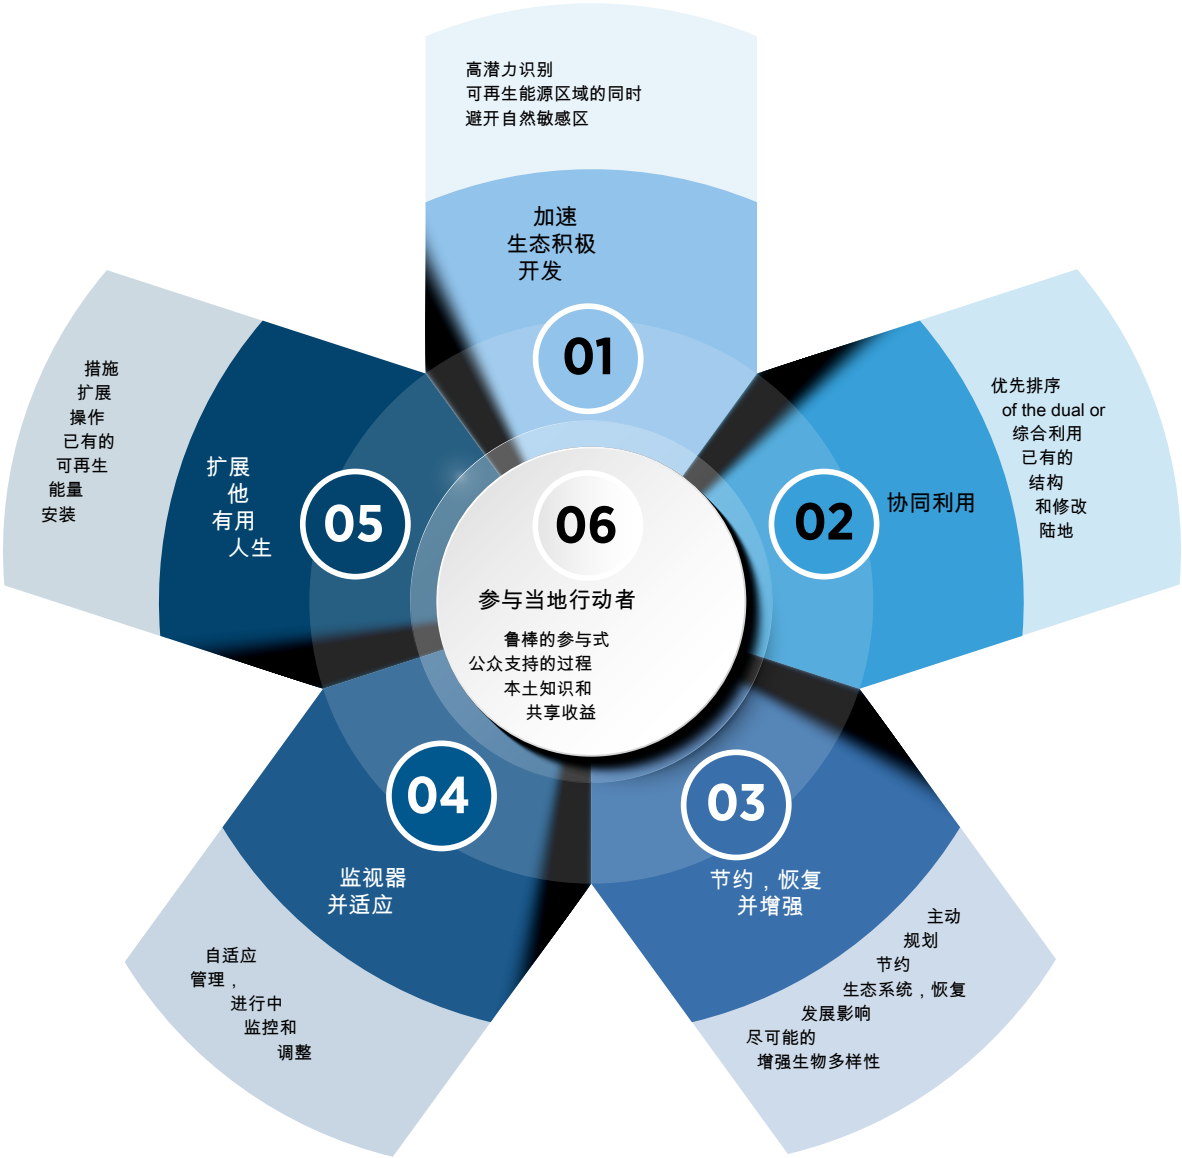 高潜力识别
可再生能源区域的同时
避开自然敏感区
加速
生态积极
开发
01
优先排序
of the dual or
综合利用
已有的
结构
和修改
陆地
02
协同利用
03
节约，恢复
并增强
主动
规划
节约
生态系统，恢复
发展影响
尽可能的
增强生物多样性
04
监视器
并适应
自适应
管理，
进行中
监控和
调整
05
扩展
他
有用
人生
措施
扩展
操作
已有的
可再生
能量
安装
06
参与当地行动者
鲁棒的参与式
公众支持的过程
本土知识和
共享收益